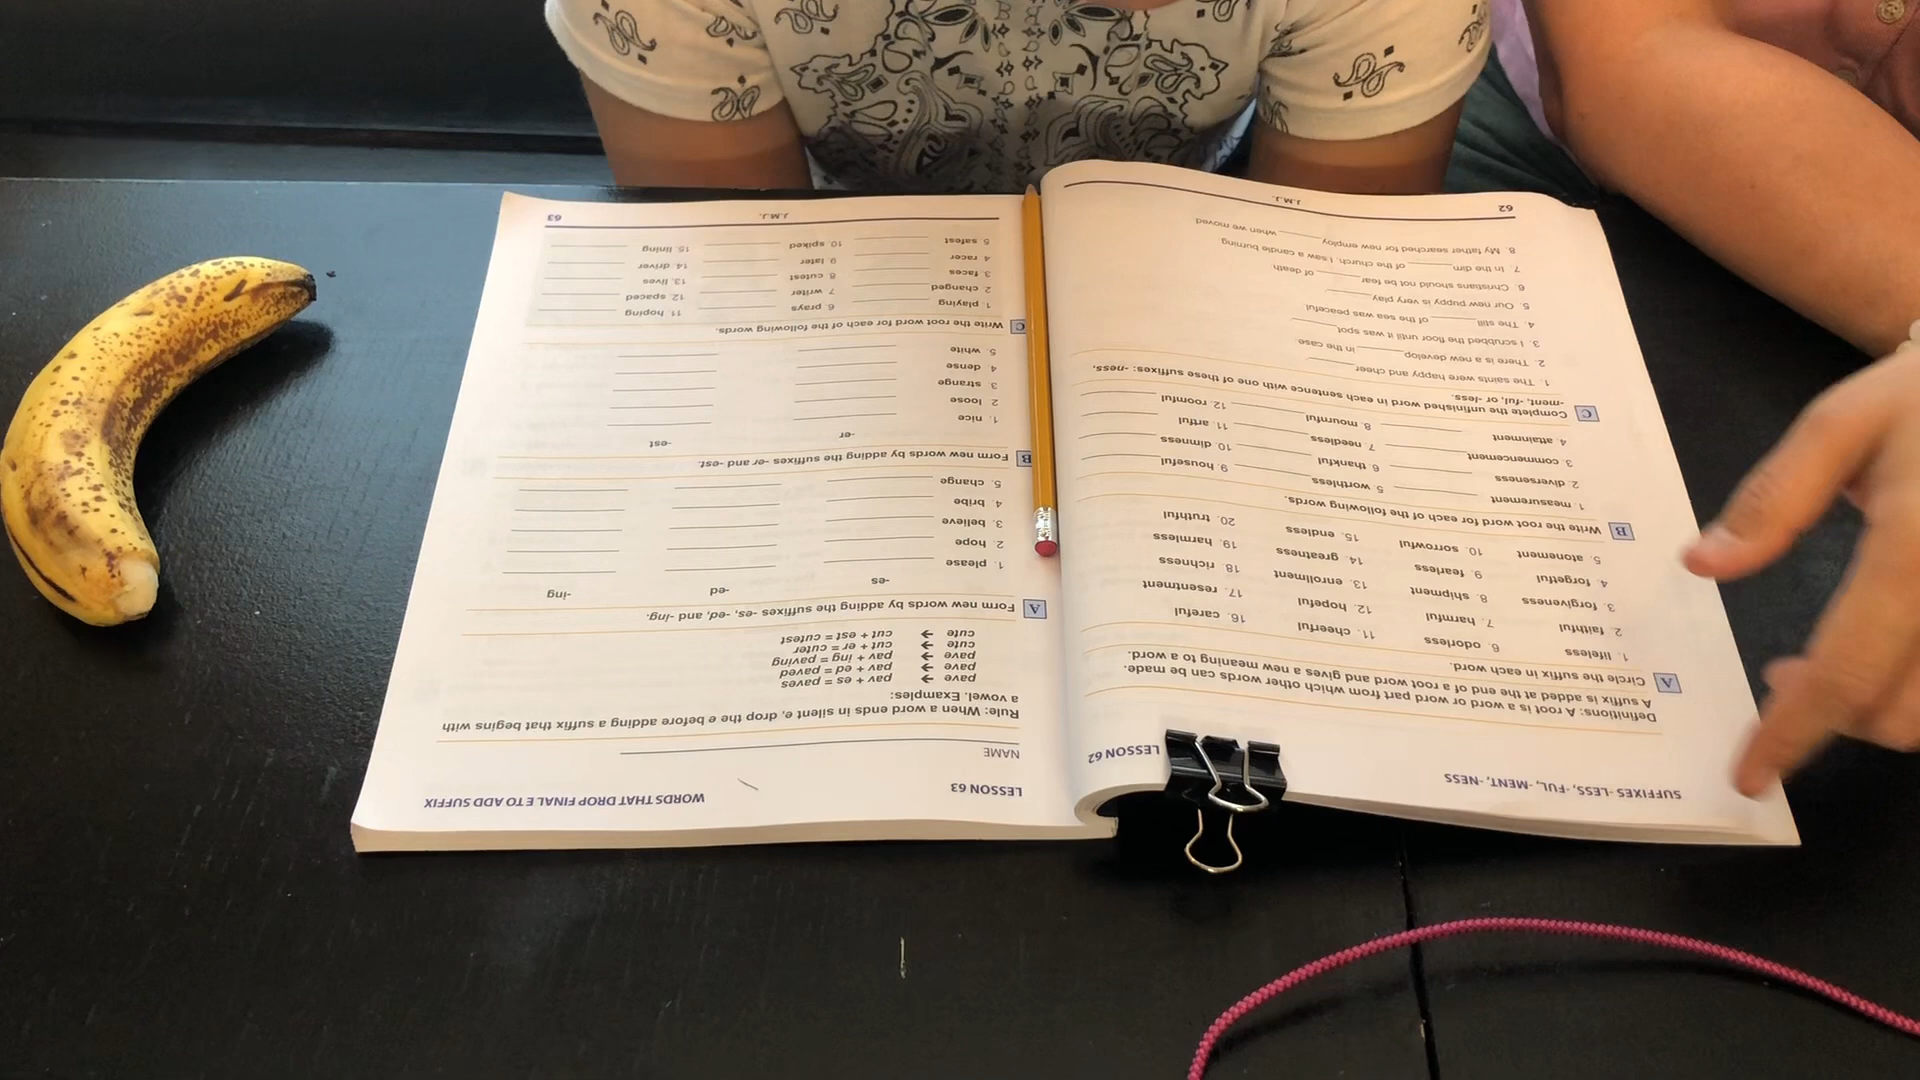 SUFFIXES -LESS, -FUL, -MENT, -NESS LESSON 62
Definitions: A root is a word or word part from which other words can be made.
A suffix is added at the end of a root word and gives a new meaning to a word.
A Circle the suffix in each word.
1. lifeless 6. odorless 11. cheerful 16. careful
2. faithful 7. harmful 12. hopeful 17. resentment
3. forgiveness 8. shipment 13. enrollment 18. richness
4. forgetful 9. fearless 14. greatness 19. harmless
5. atonement 10. sorrowful 15. endless 20. truthful
B Write the root word for each of the following words.
1. measurement 5. worthless 9. houseful
2. diverseness 6. thankful 10. dimness
3. commencement 7. needless 11. artful
4. attainment 8. mournful 12. roomful
C Complete the unfinished word in each sentence with one of these suffixes: -ness,
-ment, -ful, or -less.
1. The saints were happy and cheer
2. There is a new develop in the case.
3. I scrubbed the floor until it was spot
4. The still of the sea was peaceful
5. Our new puppy is very play
6. Christians should not be fear of death
7. In the dim of the church, I saw a candle burning
8. My father searched for new employ when we moved
62 J.M.J.
LESSON 63 WORDS THAT DROP FINAL E TO ADD SUFFIX
NAME
Rule: When a word ends in silent e, drop the e before adding a suffix that begins with
a vowel. Examples:
pave → pav + es = paves
pave → pav + ed = paved
pave → pav + ing = paving
cute → cut + er = cuter
cute → cut + est = cutest
A Form new words by adding the suffixes -es, -ed, and -ing.
-es -ed -ing
1. please
2. hope
3. believe
4. bribe
5. change
B Form new words by adding the suffixes -er and -est.
-er -est
1. nice
2. loose
3. strange
4. dense
5. white
C Write the root word for each of the following words.
1. playing 6. prays 11. hoping
2. changed 7. writer 12. spaced
3. faces 8. cutest 13. lives
4. racer 9. later 14. driver
5. safest 10. spiked 15. lining
J.M.J. 63